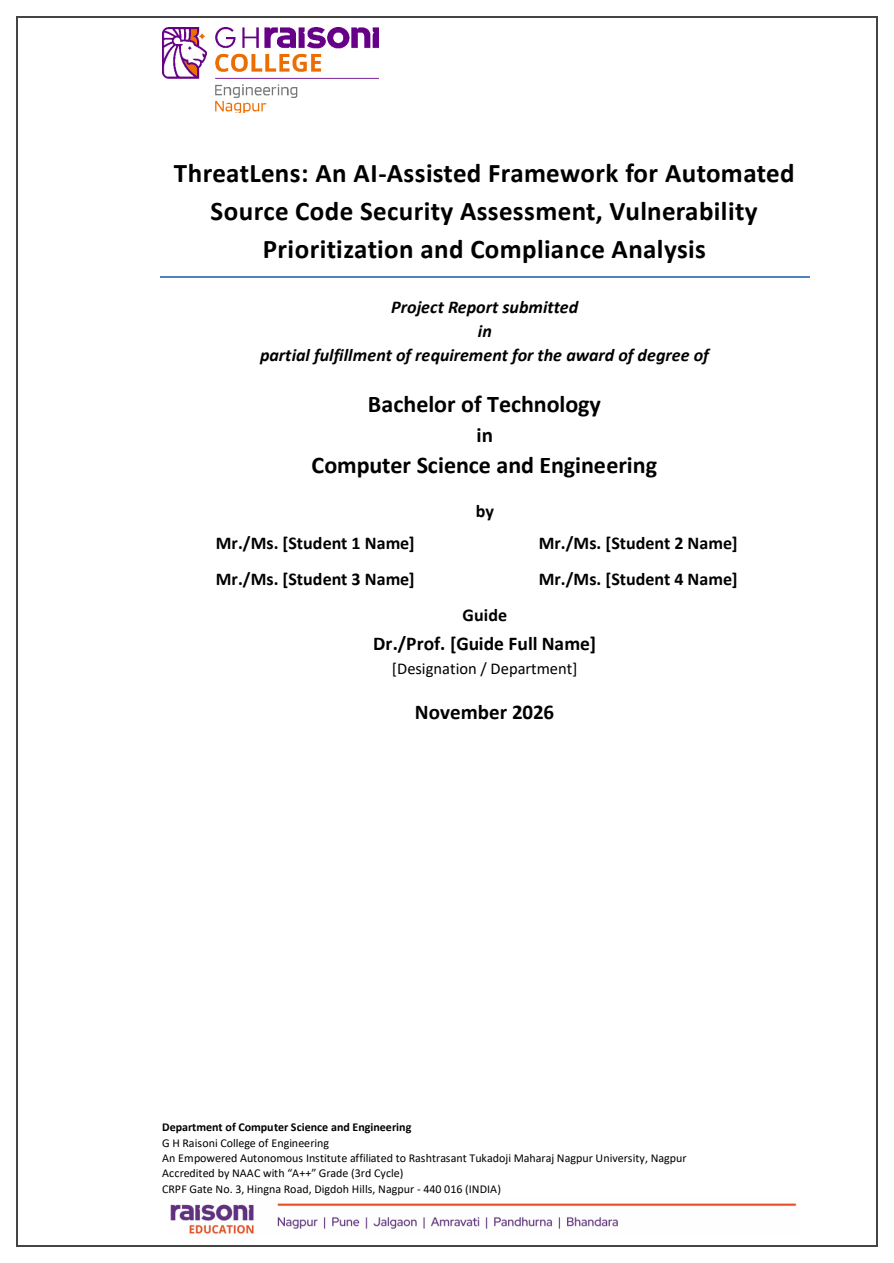 GHraisoni
COLLEGE
Engineering
Nagpur
ThreatLens: An AI-Assisted Framework for Automated
Source Code Security Assessment, Vulnerability
Prioritization and Compliance Analysis
Project Report submitted
in
partial fulfillment of requirement for the award of degree of
Bachelor of Technology
in
Computer Science and Engineering
by
Mr./Ms. [Student 1 Name] Mr./Ms. [Student 2 Name]
Mr./Ms. [Student 3 Name] Mr./Ms. [Student 4 Name]
Guide
Dr./Prof. [Guide Full Name]
[Designation / Department]
November 2026
Department of Computer Science and Engineering
G H Raisoni College of Engineering
An Empowered Autonomous Institute affiliated to Rashtrasant Tukadoji Maharaj Nagpur University, Nagpur
Accredited by NAAC with “A++” Grade (3rd Cycle)
CRPF Gate No. 3, Hingna Road, Digdoh Hills, Nagpur - 440 016 (INDIA)
raisoni
EDUCATION
Nagpur | Pune | Jalgaon | Amravati | Pandhurna | Bhandara